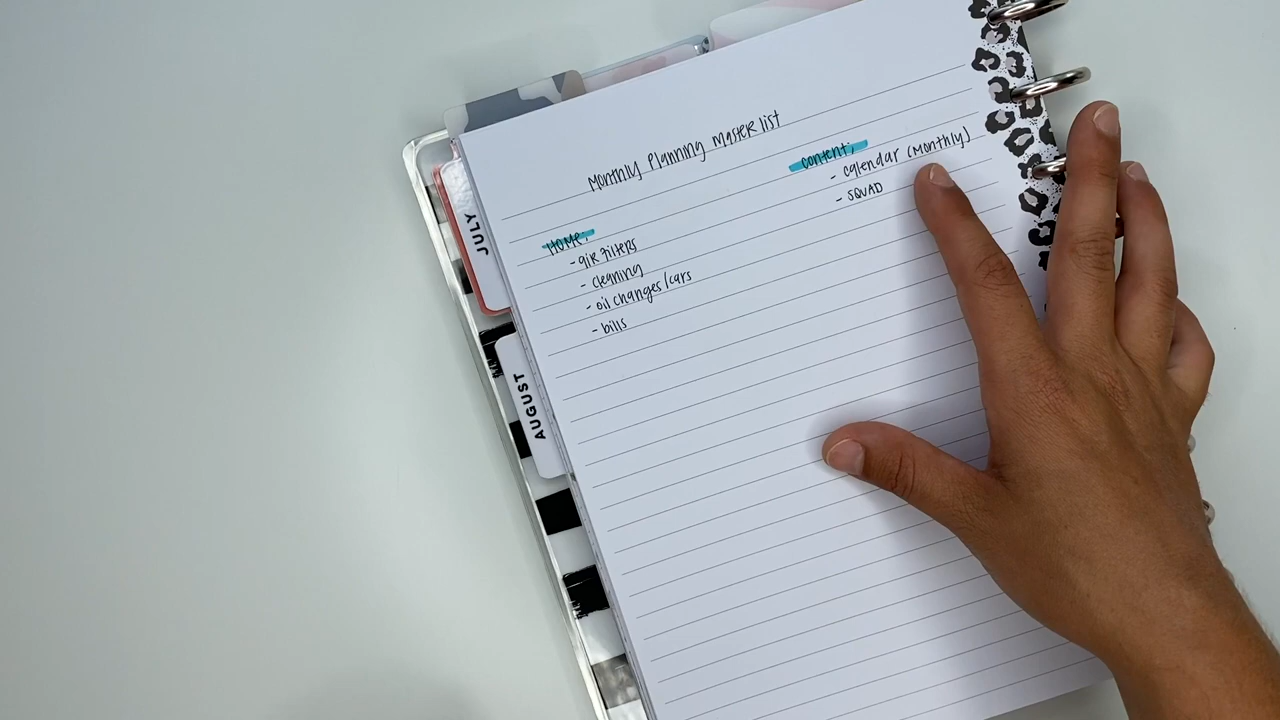 Monthly Planning Master list
HOME:
- air filters
- cleaning
- oil changes/cars
- bills
content:
- calendar (Monthly)
- SQUAD
JULY
AUGUST